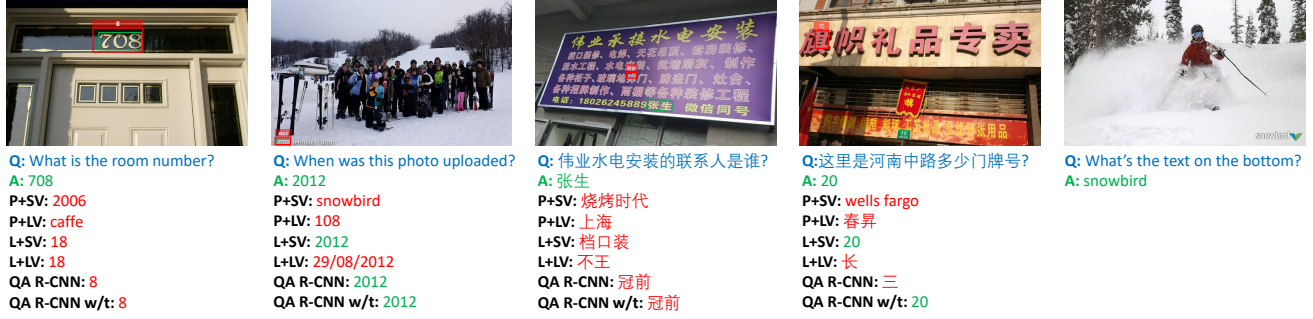 8
708
snowbird
伟业承接水电安装
电话：18026245889张生 微信同号
旗帜礼品专卖
Q: What is the room number?
A: 708
P+SV: 2006
P+LV: caffe
L+SV: 18
L+LV: 18
QA R-CNN: 8
QA R-CNN w/t: 8
Q: When was this photo uploaded?
A: 2012
P+SV: snowbird
P+LV: 108
L+SV: 2012
L+LV: 29/08/2012
QA R-CNN: 2012
QA R-CNN w/t: 2012
Q: 伟业水电安装的联系人是谁?
A: 张生
P+SV: 烧烤时代
P+LV: 上海
L+SV: 档口装
L+LV: 不王
QA R-CNN: 冠前
QA R-CNN w/t: 冠前
Q:这里是河南中路多少门牌号?
A: 20
P+SV: wells fargo
P+LV: 春昇
L+SV: 20
L+LV: 长
QA R-CNN: 三
QA R-CNN w/t: 20
Q: What's the text on the bottom?
A: snowbird